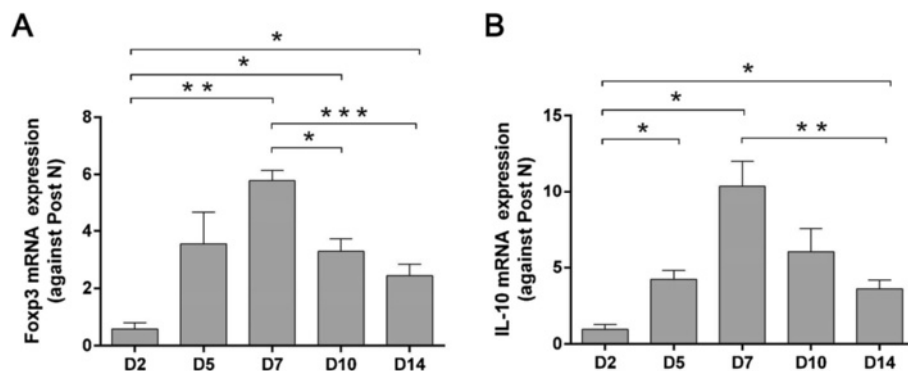 A
*
*
* *
* * *
*
Foxp3 mRNA expression
(against Post N)
8
6
4
2
0
D2 D5 D7 D10 D14
B
*
*
*
* *
IL-10 mRNA expression
(against Post N)
15
10
5
0
D2 D5 D7 D10 D14